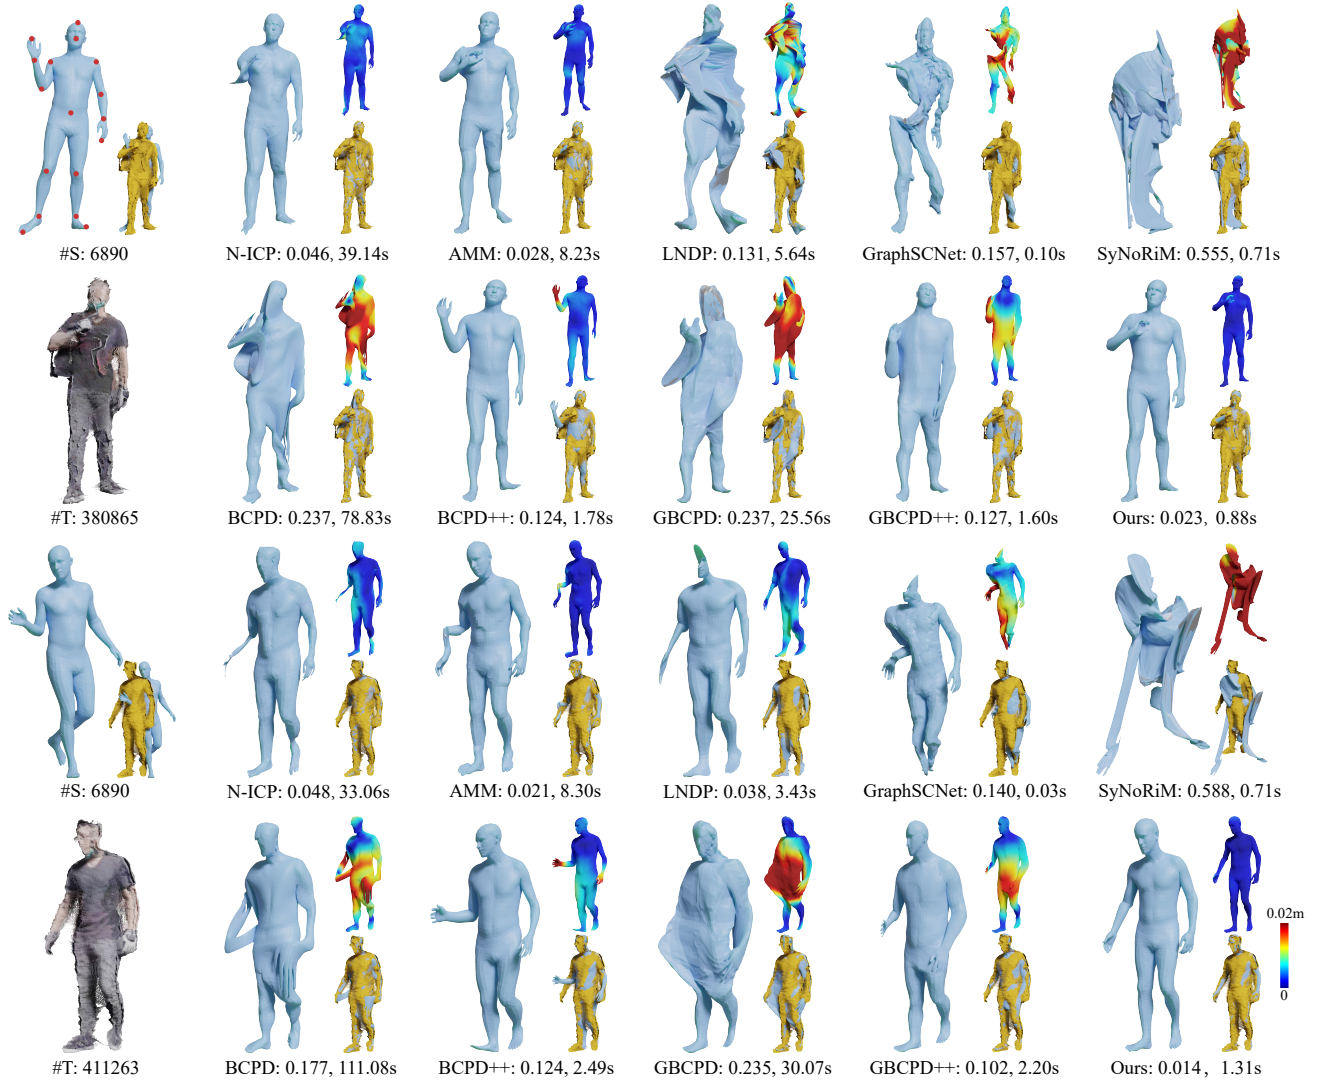 #S: 6890
N-ICP: 0.046, 39.14s
AMM: 0.028, 8.23s
LNDP: 0.131, 5.64s
GraphSCNet: 0.157, 0.10s
SyNoRiM: 0.555, 0.71s
#T: 380865
BCPD: 0.237, 78.83s
BCPD++: 0.124, 1.78s
GBCPD: 0.237, 25.56s
GBCPD++: 0.127, 1.60s
Ours: 0.023, 0.88s
#S: 6890
N-ICP: 0.048, 33.06s
AMM: 0.021, 8.30s
LNDP: 0.038, 3.43s
GraphSCNet: 0.140, 0.03s
SyNoRiM: 0.588, 0.71s
0.02m
0
#T: 411263
BCPD: 0.177, 111.08s
BCPD++: 0.124, 2.49s
GBCPD: 0.235, 30.07s
GBCPD++: 0.102, 2.20s
Ours: 0.014, 1.31s